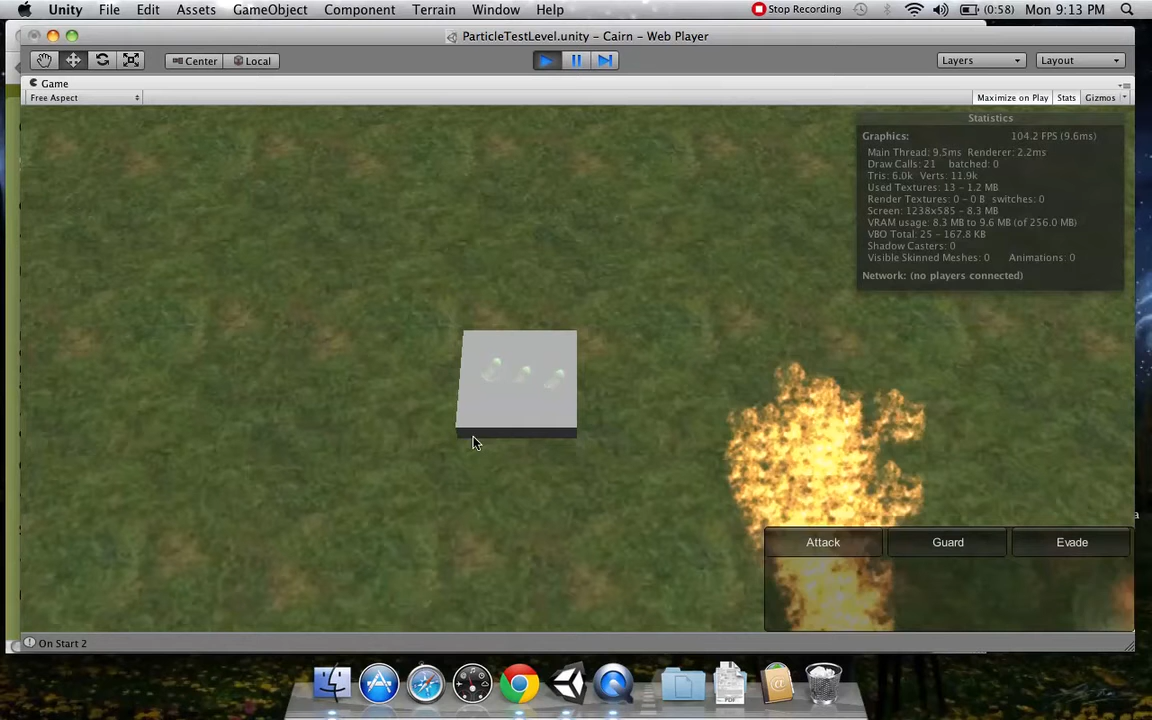 Unity File Edit Assets GameObject Component Terrain Window Help
Stop Recording (0:58) Mon 9:13 PM
ParticleTestLevel.unity – Cairn – Web Player
Center Local Layers Layout
Game
Free Aspect Maximize on Play Stats Gizmos
Statistics
Graphics: 104.2 FPS (9.6ms)
Main Thread: 9.5ms Renderer: 2.2ms
Draw Calls: 21 batched: 0
Tris: 6.0k Verts: 11.9k
Used Textures: 13 – 1.2 MB
Render Textures: 0 – 0 B switches: 0
Screen: 1238x585 – 8.3 MB
VRAM usage: 8.3 MB to 9.6 MB (of 256.0 MB)
VBO Total: 25 – 167.8 KB
Shadow Casters: 0
Visible Skinned Meshes: 0 Animations: 0
Network: (no players connected)
Attack Guard Evade
On Start 2
PDF